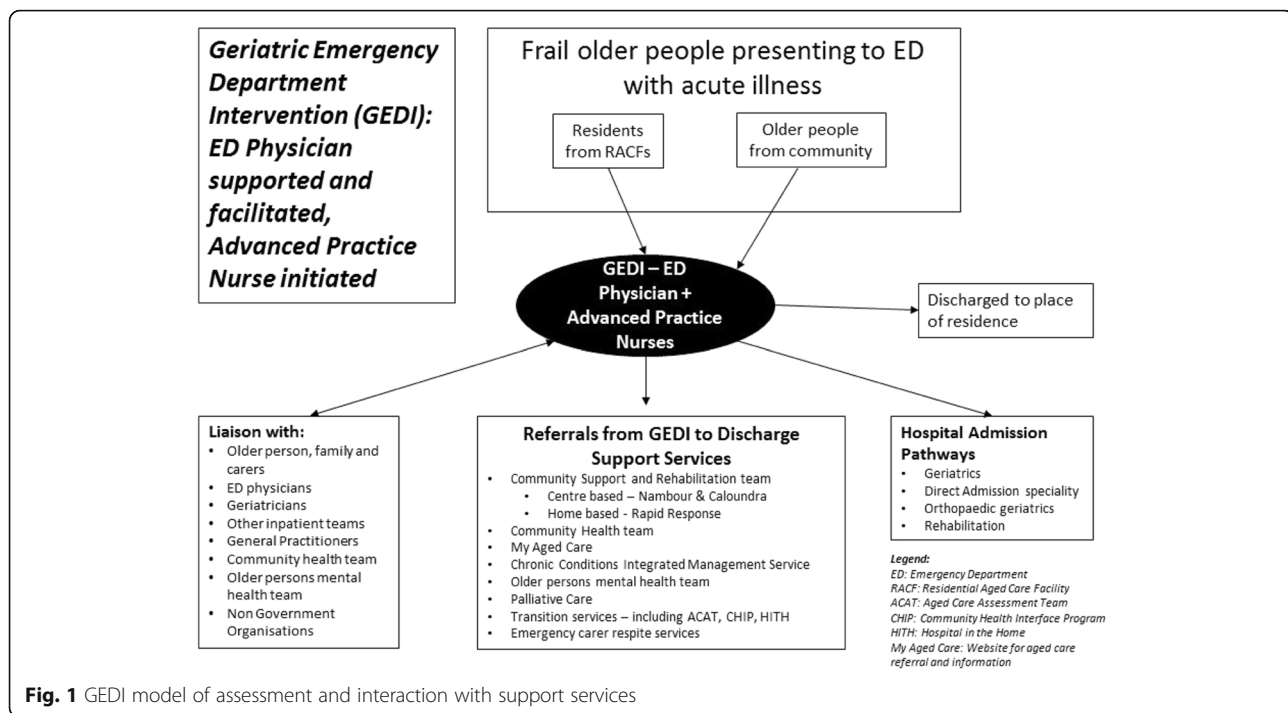 Geriatric Emergency
Department
Intervention (GEDI):
ED Physician
supported and
facilitated,
Advanced Practice
Nurse initiated
Frail older people presenting to ED
with acute illness
Residents
from RACFs
Older people
from community
GEDI – ED
Physician +
Advanced Practice
Nurses
Discharged to place
of residence
Liaison with:
• Older person, family and
carers
• ED physicians
• Geriatricians
• Other inpatient teams
• General Practitioners
• Community health team
• Older persons mental
health team
• Non Government
Organisations
Referrals from GEDI to Discharge
Support Services
• Community Support and Rehabilitation team
• Centre based – Nambour & Caloundra
• Home based - Rapid Response
• Community Health team
• My Aged Care
• Chronic Conditions Integrated Management Service
• Older persons mental health team
• Palliative Care
• Transition services – including ACAT, CHIP, HITH
• Emergency carer respite services
Hospital Admission
Pathways
• Geriatrics
• Direct Admission speciality
• Orthopaedic geriatrics
• Rehabilitation
Legend:
ED: Emergency Department
RACF: Residential Aged Care Facility
ACAT: Aged Care Assessment Team
CHIP: Community Health Interface Program
HITH: Hospital in the Home
My Aged Care: Website for aged care
referral and information
Fig. 1 GEDI model of assessment and interaction with support services